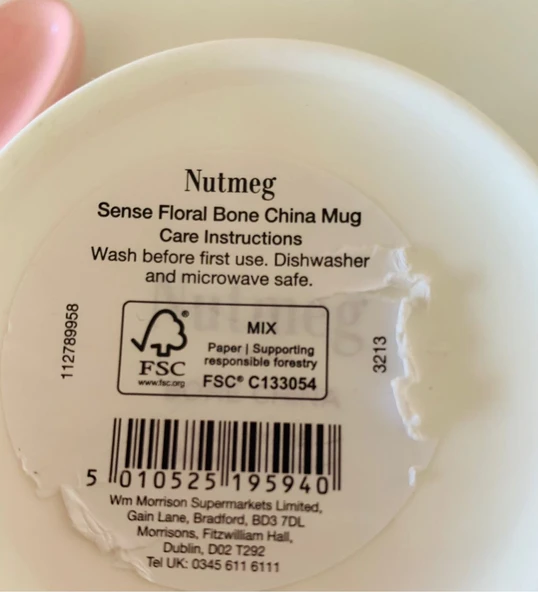 Nutmeg
Sense Floral Bone China Mug
Care Instructions
Wash before first use. Dishwasher
and microwave safe.
112789958
FSC®
www.fsc.org
MIX
Paper | Supporting
responsible forestry
FSC® C133054
3213
5 010525 195940
Wm Morrison Supermarkets Limited,
Gain Lane, Bradford, BD3 7DL
Morrisons, Fitzwilliam Hall,
Dublin, D02 T292
Tel UK: 0345 611 6111